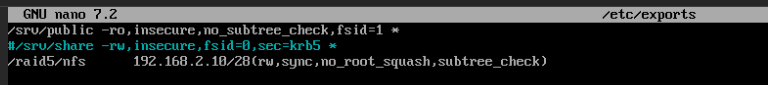 GNU nano 7.2 /etc/exports
/srv/public -ro,insecure,no_subtree_check,fsid=1 *
#/srv/share -rw,insecure,fsid=0,sec=krb5 *
/raid5/nfs 192.168.2.10/28(rw,sync,no_root_squash,subtree_check)